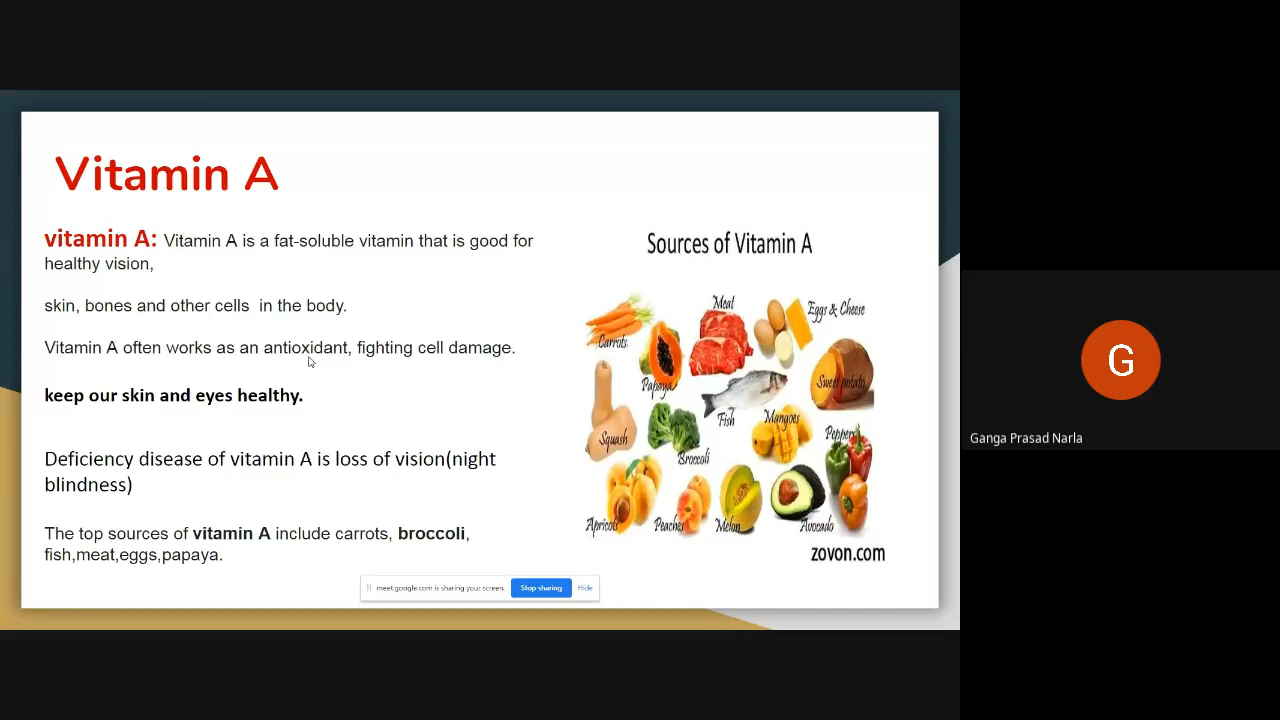 Vitamin A
vitamin A: Vitamin A is a fat-soluble vitamin that is good for
healthy vision,
skin, bones and other cells in the body.
Vitamin A often works as an antioxidant, fighting cell damage.
keep our skin and eyes healthy.
Deficiency disease of vitamin A is loss of vision(night
blindness)
The top sources of vitamin A include carrots, broccoli,
fish,meat,eggs,papaya.
Sources of Vitamin A
Carrots
Meat
Eggs & Cheese
Papaya
Fish
Sweet potato
Squash
Broccoli
Mangoes
Peppers
Apricots
Peaches
Melon
Avocado
zovon.com
meet.google.com is sharing your screen.
Stop sharing
Hide
G
Ganga Prasad Narla